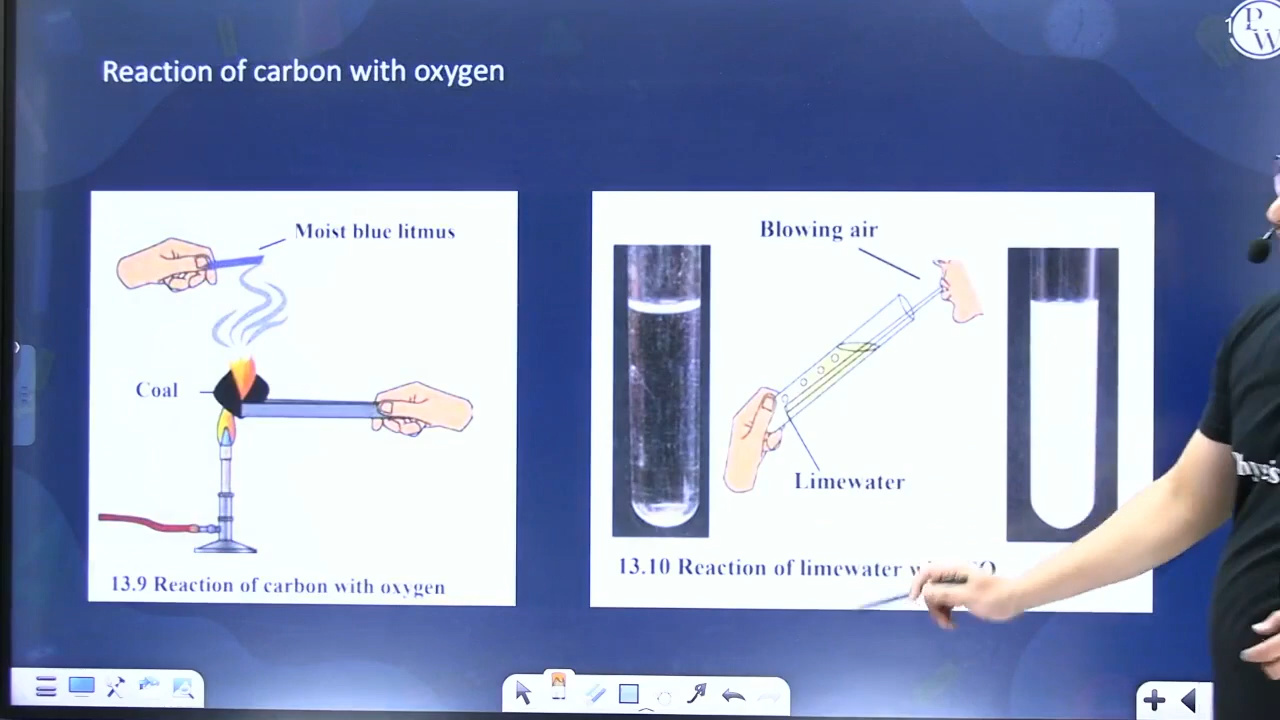 Reaction of carbon with oxygen
P
W
Moist blue litmus
Coal
13.9 Reaction of carbon with oxygen
Blowing air
Limewater
13.10 Reaction of limewater